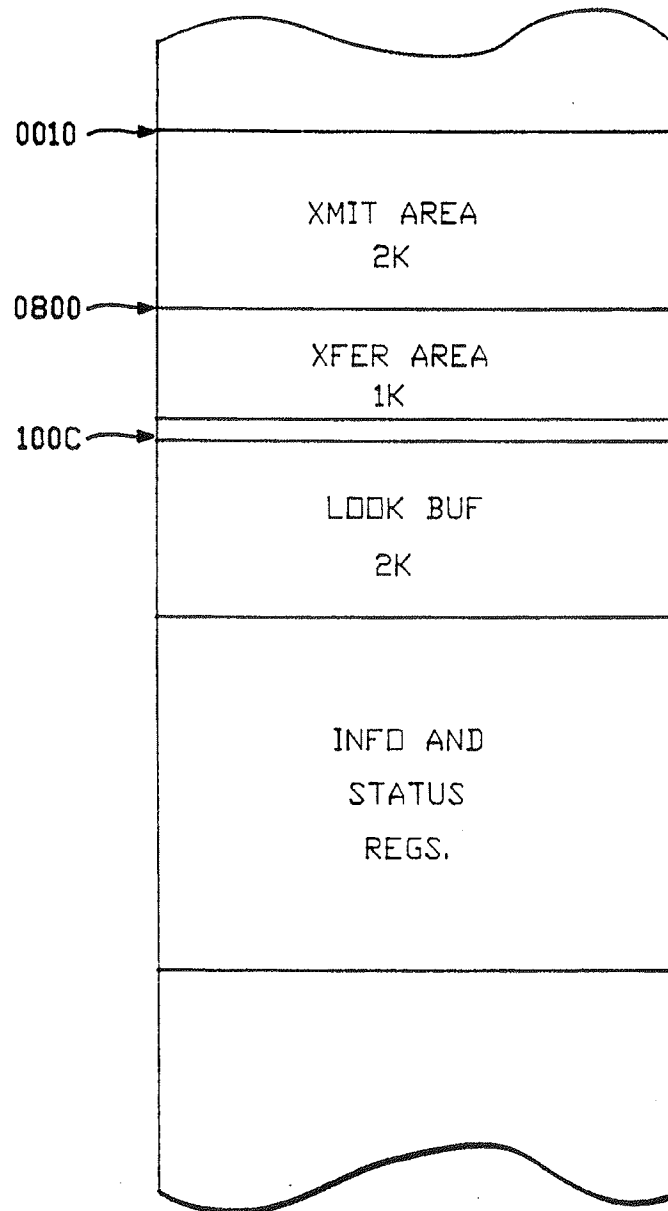 0010
XMIT AREA
2K
0800
XFER AREA
1K
100C
LOOK BUF
2K
INFO AND
STATUS
REGS.